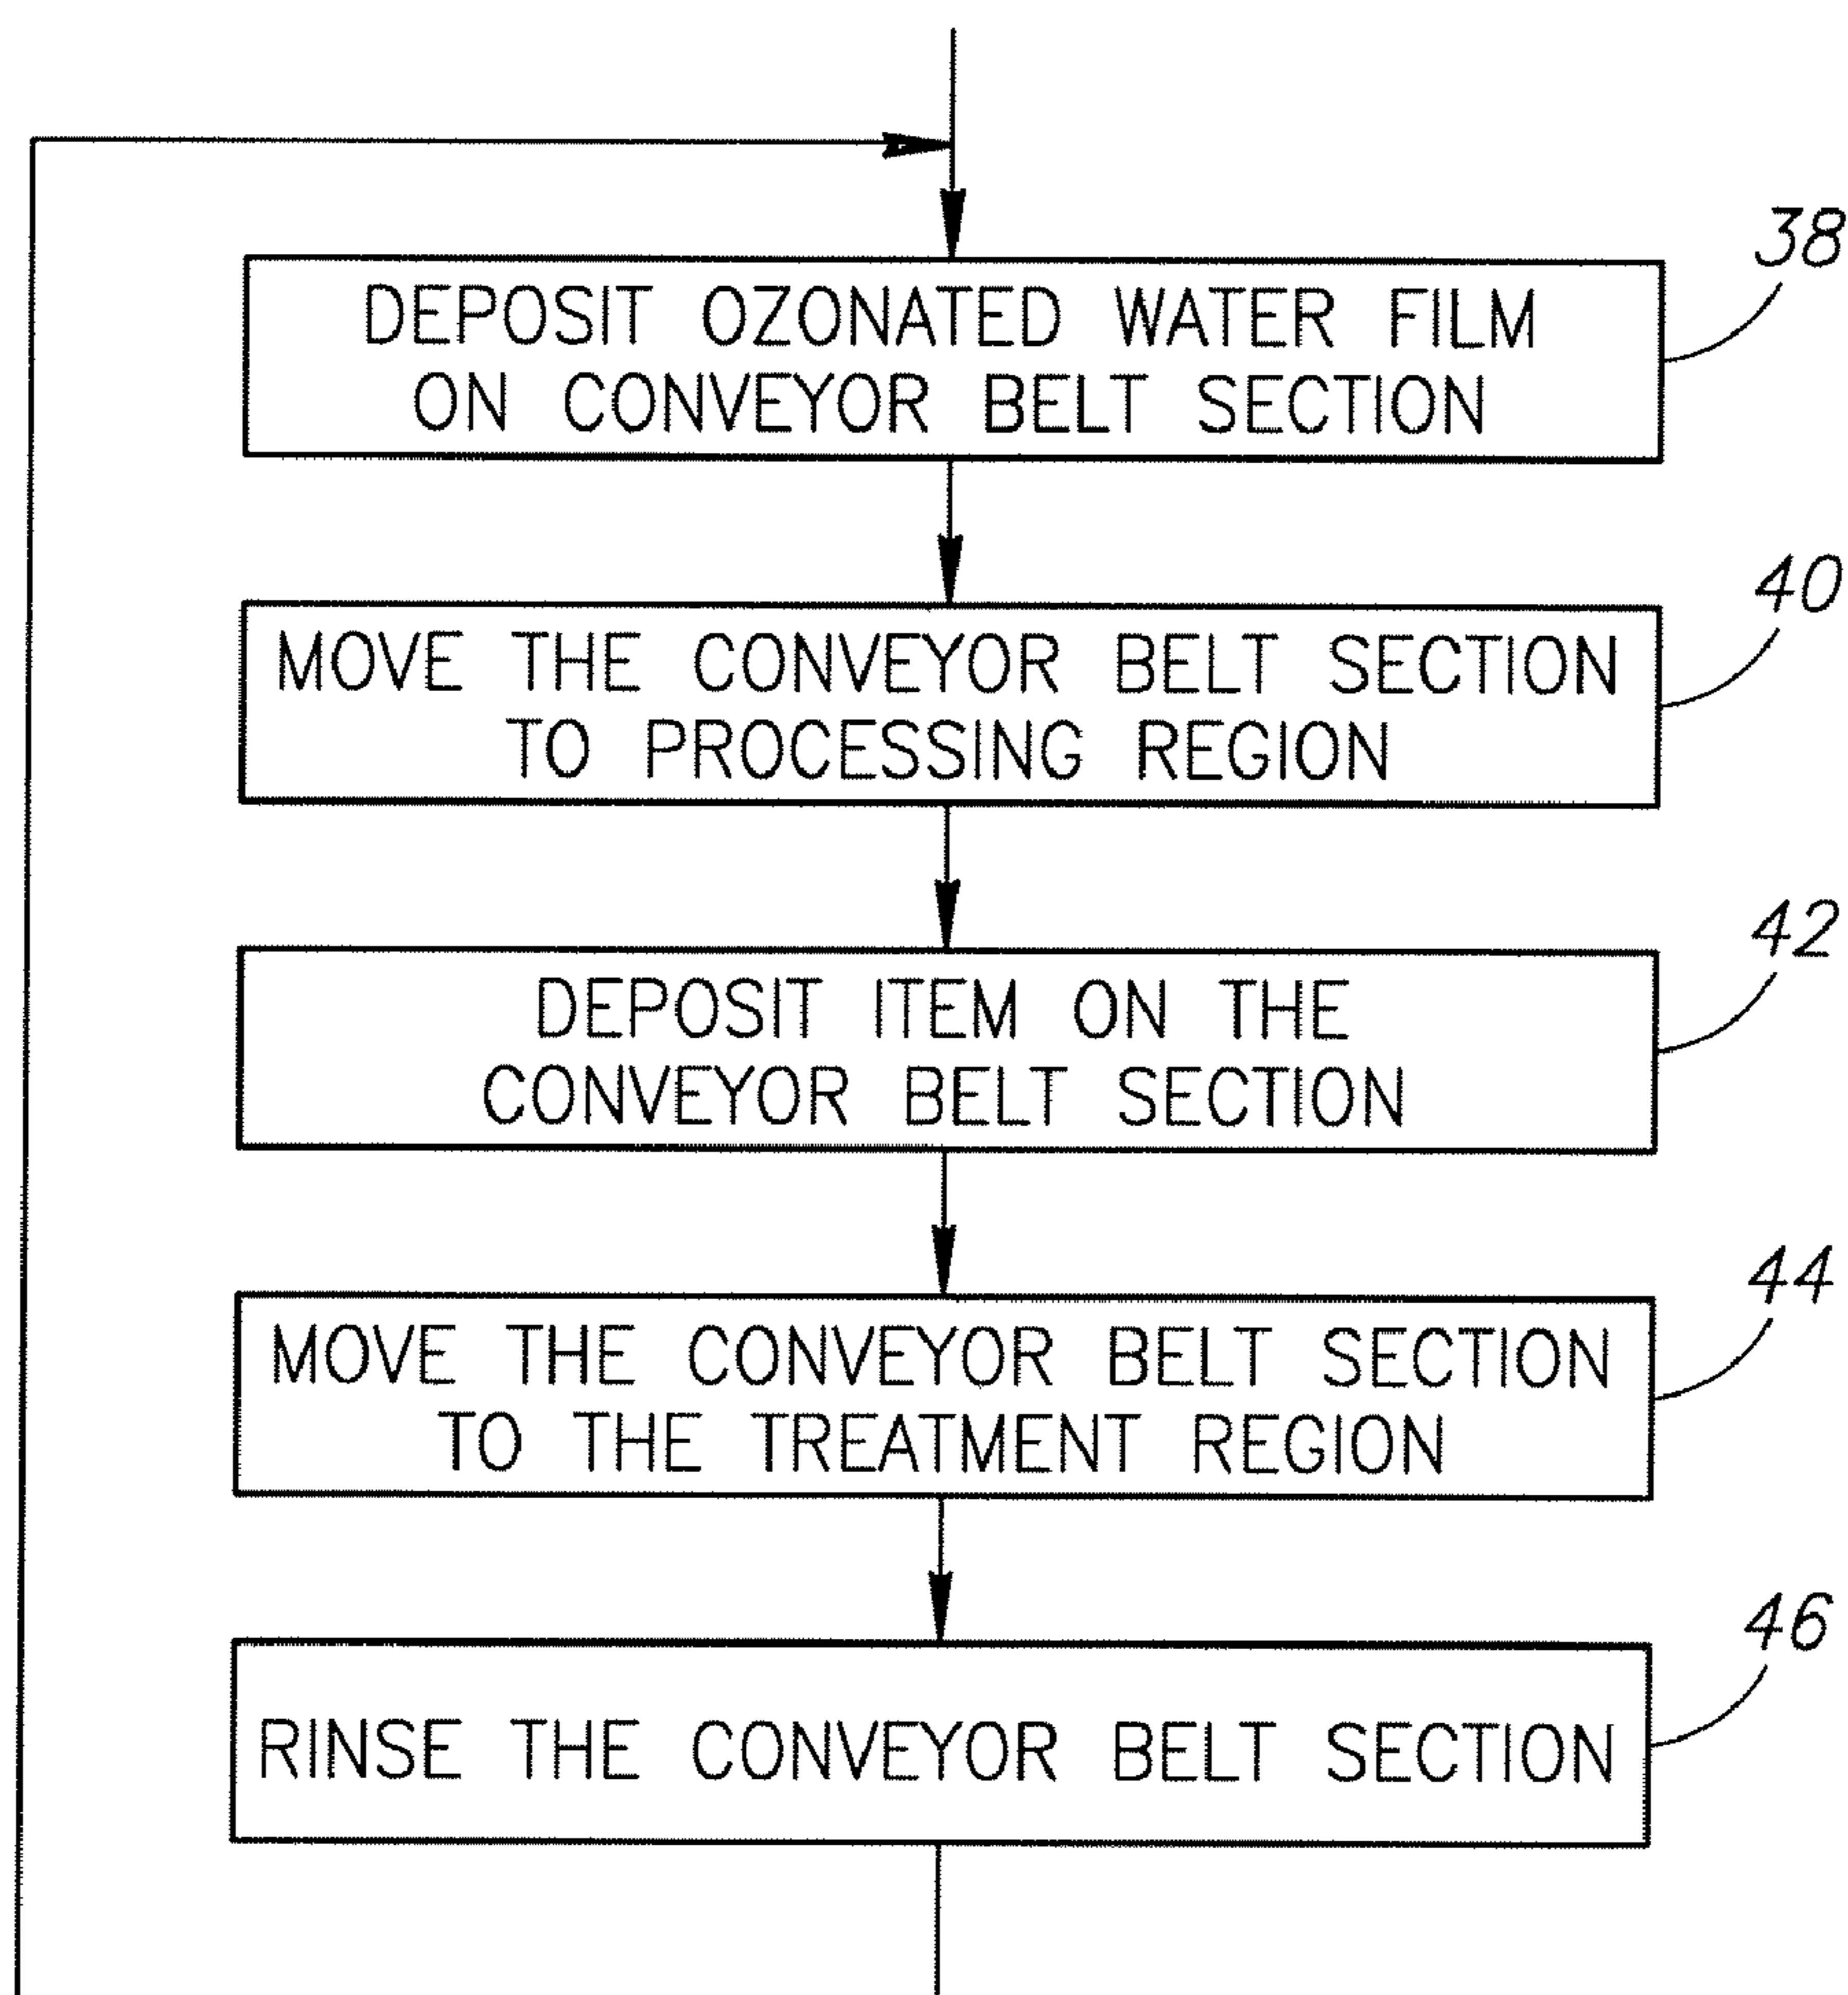 38
DEPOSIT OZONATED WATER FILM
ON CONVEYOR BELT SECTION
40
MOVE THE CONVEYOR BELT SECTION
TO PROCESSING REGION
42
DEPOSIT ITEM ON THE
CONVEYOR BELT SECTION
44
MOVE THE CONVEYOR BELT SECTION
TO THE TREATMENT REGION
46
RINSE THE CONVEYOR BELT SECTION